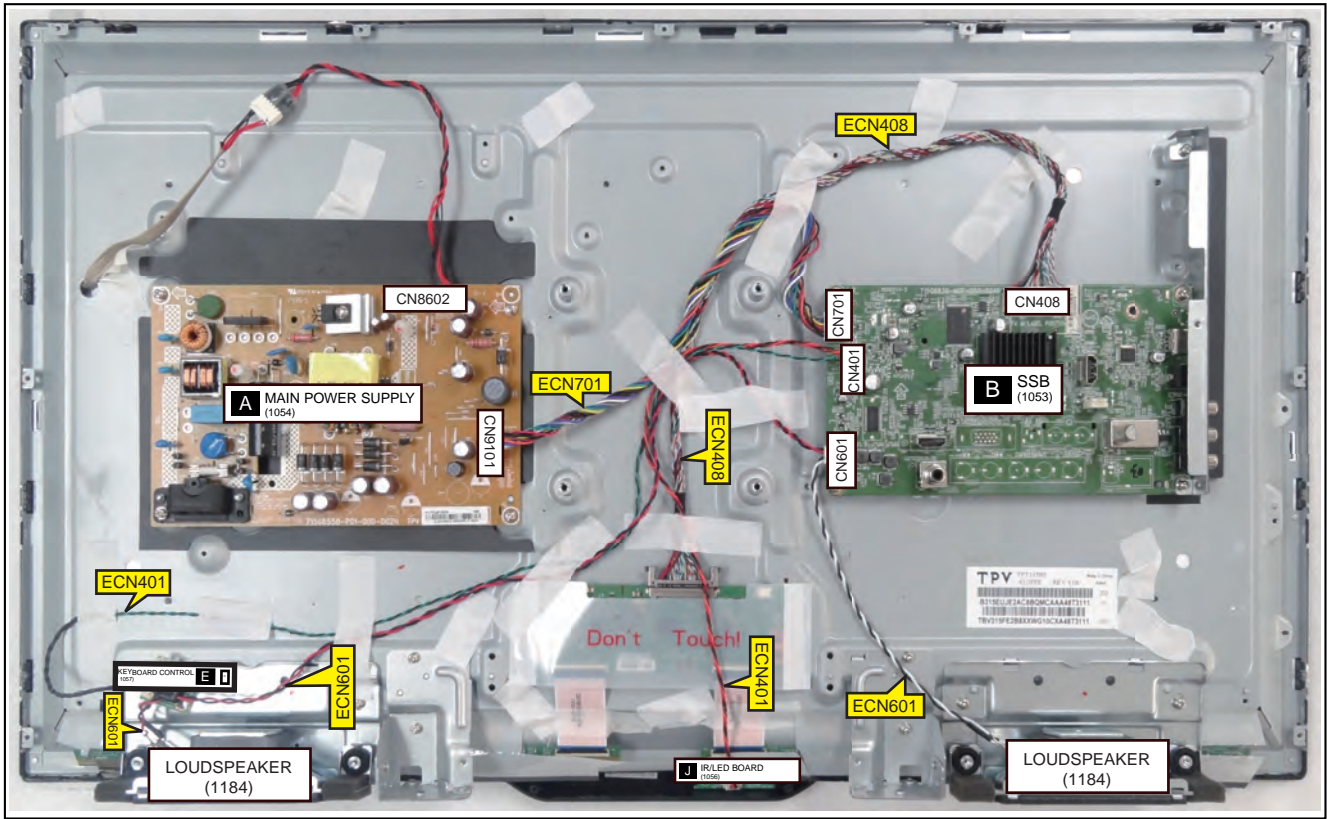 ECN408
CN8602
CN408
CN701
CN401
ECN701
A MAIN POWER SUPPLY
(1054)
B SSB
(1053)
CN9101
ECN408
CN601
ECN401
TPV
Don't Touch!
KEYBOARD CONTROL E
(1057)
ECN601
ECN601
ECN401
ECN601
LOUDSPEAKER
(1184)
J IR/LED BOARD
(1056)
LOUDSPEAKER
(1184)